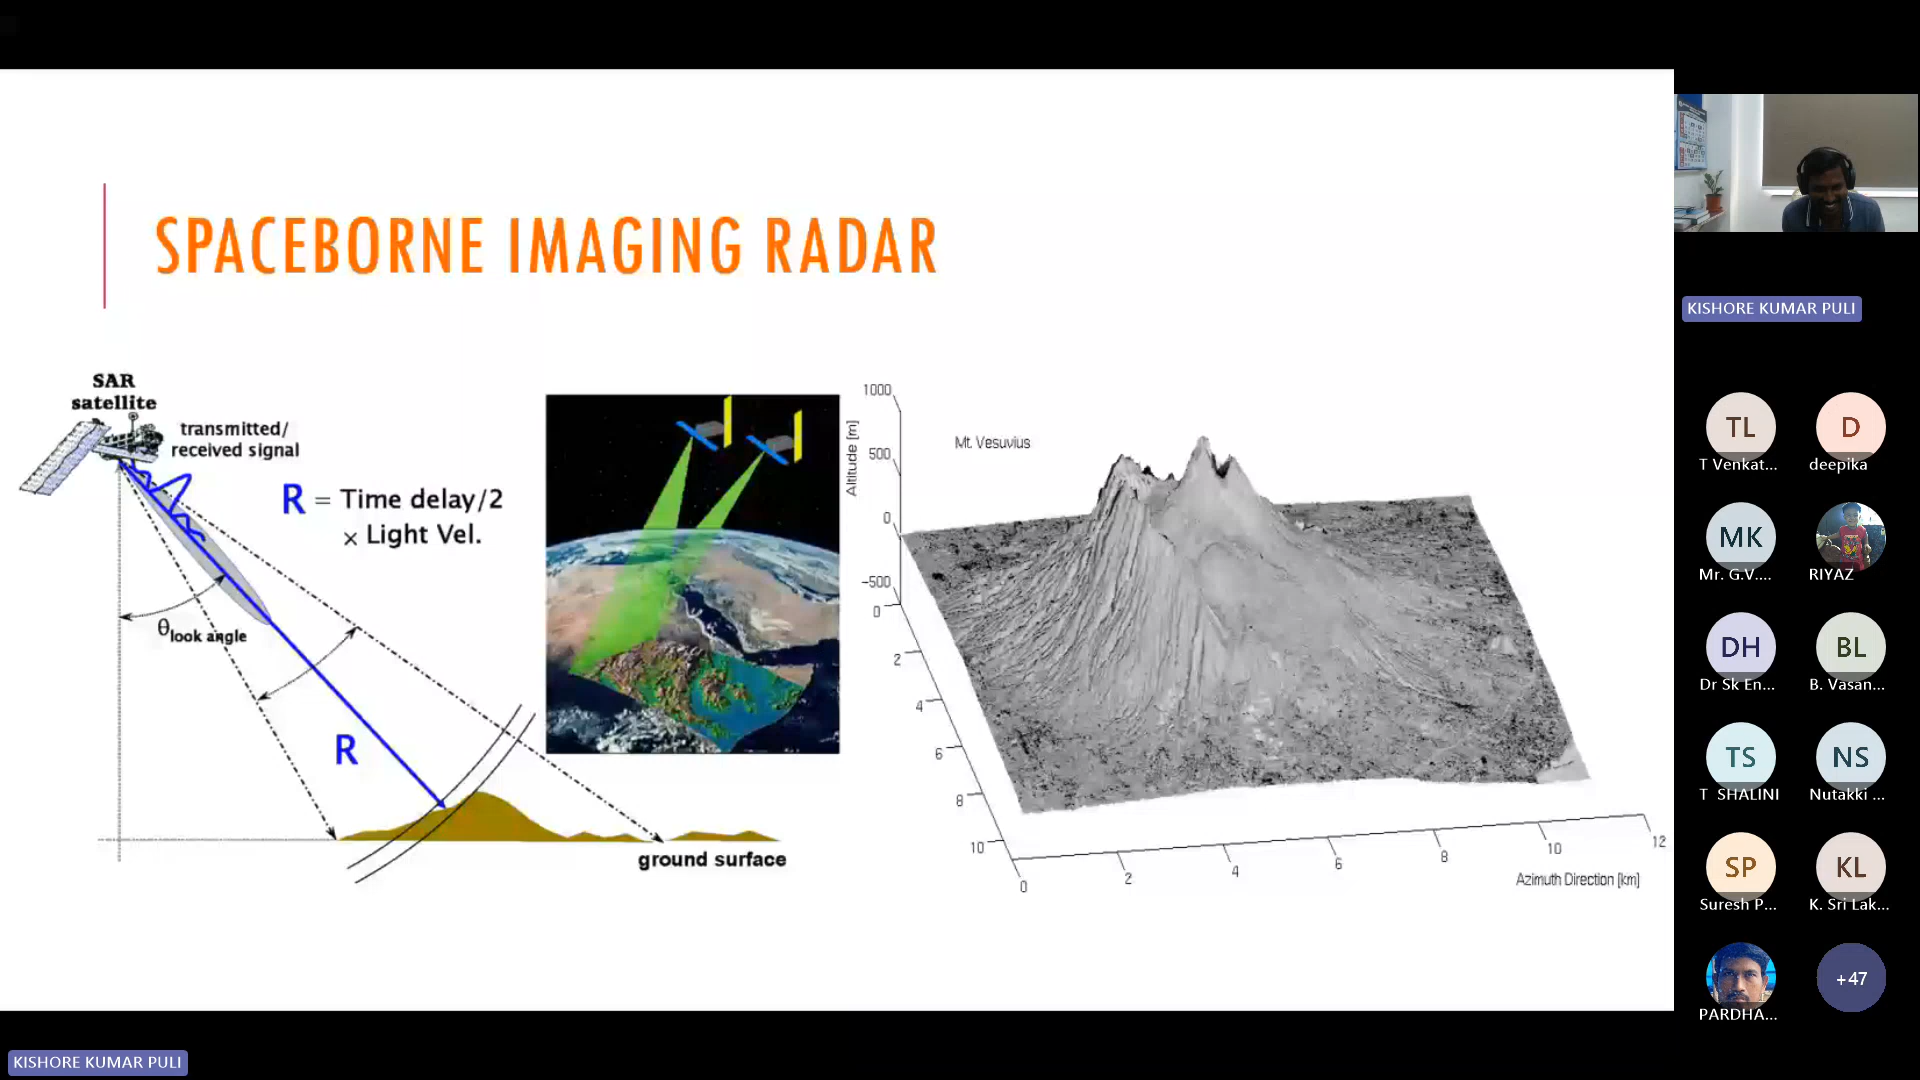 SPACEBORNE IMAGING RADAR
SAR
satellite
transmitted/
received signal
R = Time delay/2
× Light Vel.
θlook angle
R
ground surface
1000
500
0
−500
Altitude [m]
Mt. Vesuvius
0
2
4
6
8
10
0
2
4
6
8
10
12
Azimuth Direction [km]
KISHORE KUMAR PULI
TL
D
T Venkat...
deepika
MK
Mr. G.V....
RIYAZ
DH
BL
Dr Sk En...
B. Vasan...
TS
NS
T SHALINI
Nutakki ...
SP
KL
Suresh P...
K. Sri Lak...
+47
PARDHA...
KISHORE KUMAR PULI